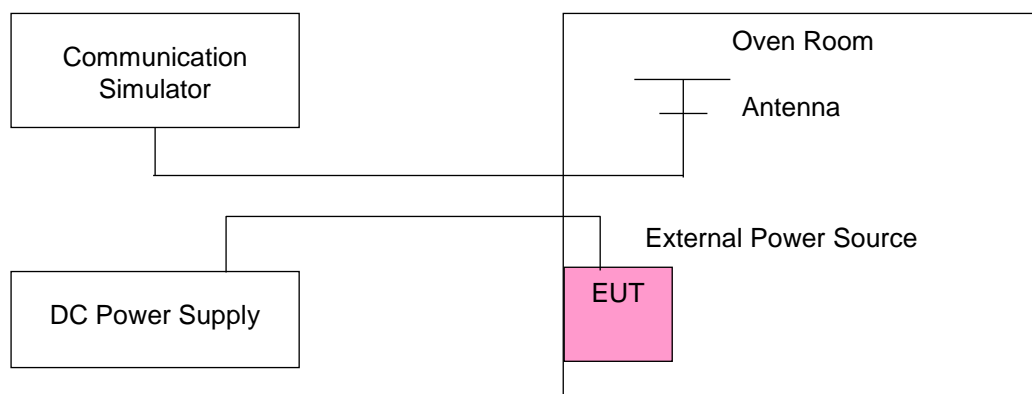 Communication
Simulator
Oven Room
Antenna
External Power Source
DC Power Supply
EUT